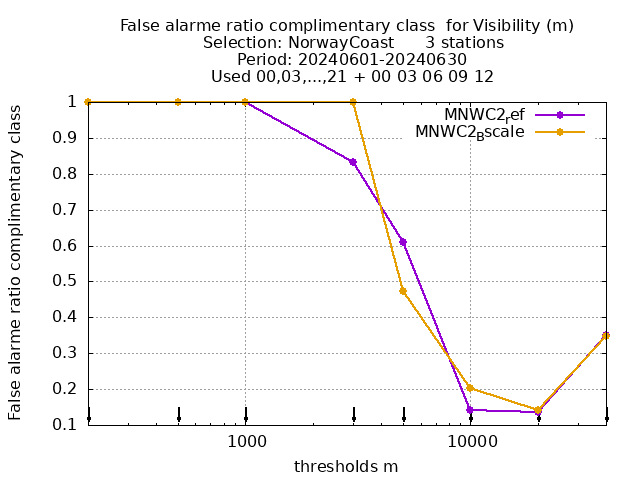 False alarme ratio complimentary class  for Visibility (m)
Selection: NorwayCoast      3 stations
Period: 20240601-20240630
Used 00,03,...,21 + 00 03 06 09 12
False alarme ratio complimentary class
1
0.9
0.8
0.7
0.6
0.5
0.4
0.3
0.2
0.1
MNWC2_ref
MNWC2_Bscale
1000 10000
thresholds m